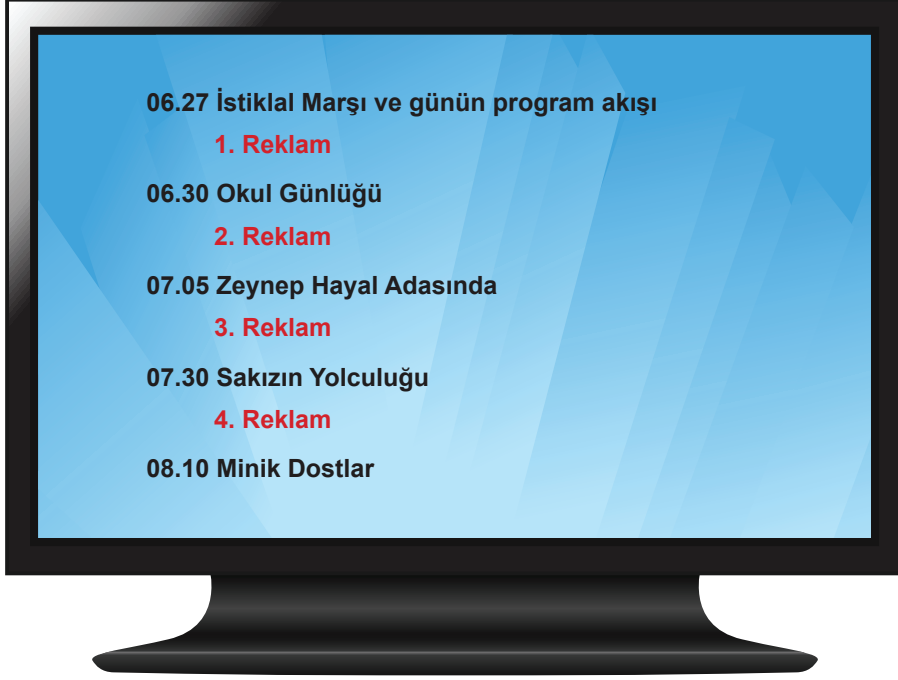 06.27 İstiklal Marşı ve günün program akışı
1. Reklam
06.30 Okul Günlüğü
2. Reklam
07.05 Zeynep Hayal Adasında
3. Reklam
07.30 Sakızın Yolculuğu
4. Reklam
08.10 Minik Dostlar